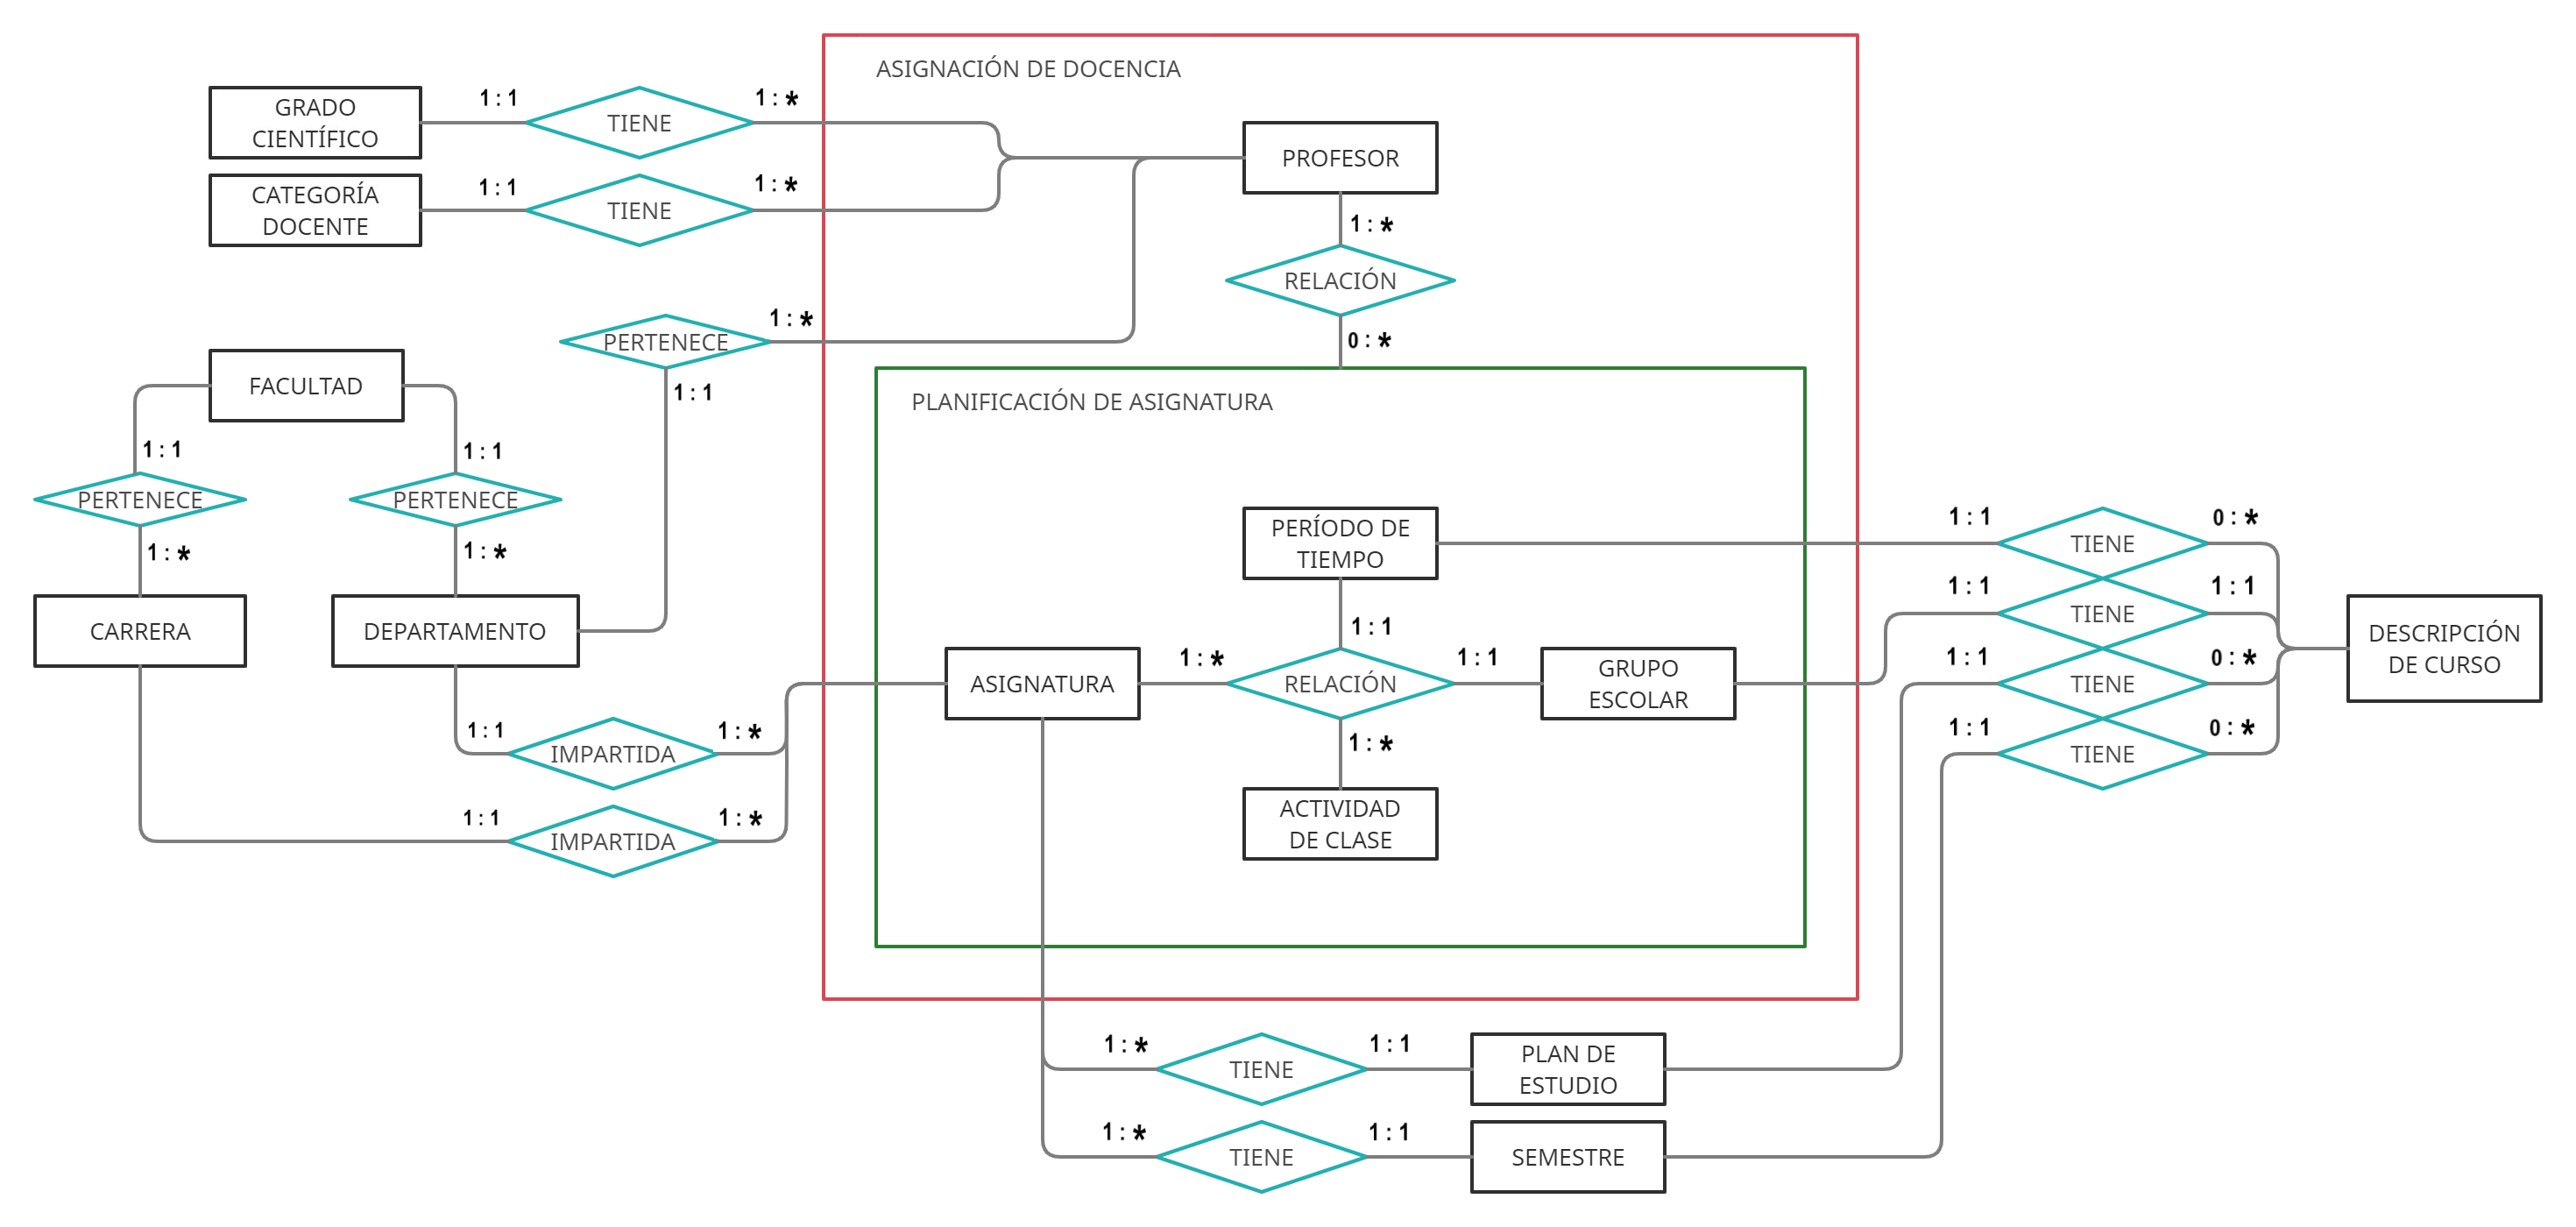 ASIGNACIÓN DE DOCENCIA
GRADO
CIENTÍFICO
1 : 1
TIENE
1 : *
CATEGORÍA
DOCENTE
1 : 1
TIENE
1 : *
PROFESOR
1 : *
RELACIÓN
0 : *
PERTENECE
1 : *
1 : 1
FACULTAD
1 : 1
1 : 1
PERTENECE
PERTENECE
1 : *
1 : *
CARRERA
DEPARTAMENTO
1 : 1
IMPARTIDA
1 : *
1 : 1
IMPARTIDA
1 : *
PLANIFICACIÓN DE ASIGNATURA
PERÍODO DE
TIEMPO
1 : 1
ASIGNATURA
1 : *
RELACIÓN
1 : 1
GRUPO
ESCOLAR
1 : *
ACTIVIDAD
DE CLASE
1 : 1
TIENE
0 : *
1 : 1
TIENE
1 : 1
1 : 1
TIENE
0 : *
1 : 1
TIENE
0 : *
DESCRIPCIÓN
DE CURSO
1 : *
TIENE
1 : 1
PLAN DE
ESTUDIO
1 : *
TIENE
1 : 1
SEMESTRE